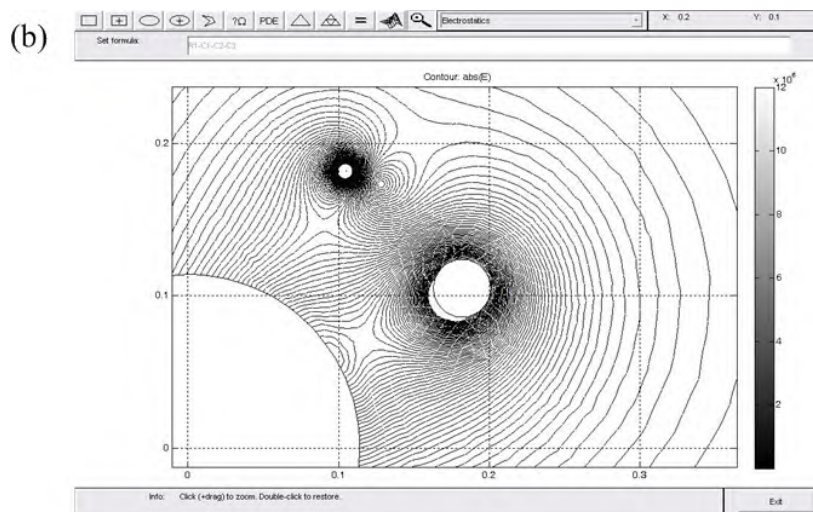 (b)
?Ω PDE = Electrostatics X: 0.2 Y: 0.1
Set formula: R1-C1-C2-C3
Contour: abs(E)
x 10⁶
12
10
8
6
4
2
0.2
0.1
0
0 0.1 0.2 0.3
Info: Click (+drag) to zoom. Double-click to restore.
Exit